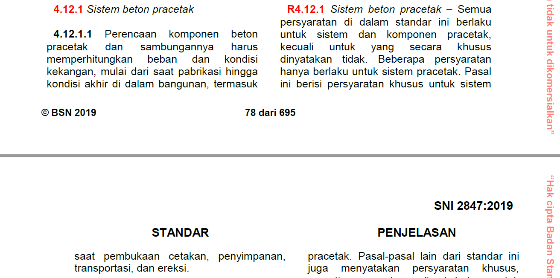 4.12.1 Sistem beton pracetak
4.12.1.1 Perencaan komponen beton
pracetak dan sambungannya harus
memperhitungkan beban dan kondisi
kekangan, mulai dari saat pabrikasi hingga
kondisi akhir di dalam bangunan, termasuk
R4.12.1 Sistem beton pracetak – Semua
persyaratan di dalam standar ini berlaku
untuk sistem dan komponen pracetak,
kecuali untuk yang secara khusus
dinyatakan tidak. Beberapa persyaratan
hanya berlaku untuk sistem pracetak. Pasal
ini berisi persyaratan khusus untuk sistem
© BSN 2019
78 dari 695
tidak untuk dikomersialkan"
SNI 2847:2019
STANDAR
PENJELASAN
saat pembukaan cetakan, penyimpanan,
transportasi, dan ereksi.
pracetak. Pasal-pasal lain dari standar ini
juga menyatakan persyaratan khusus,
"Hak cipta Badan Sta